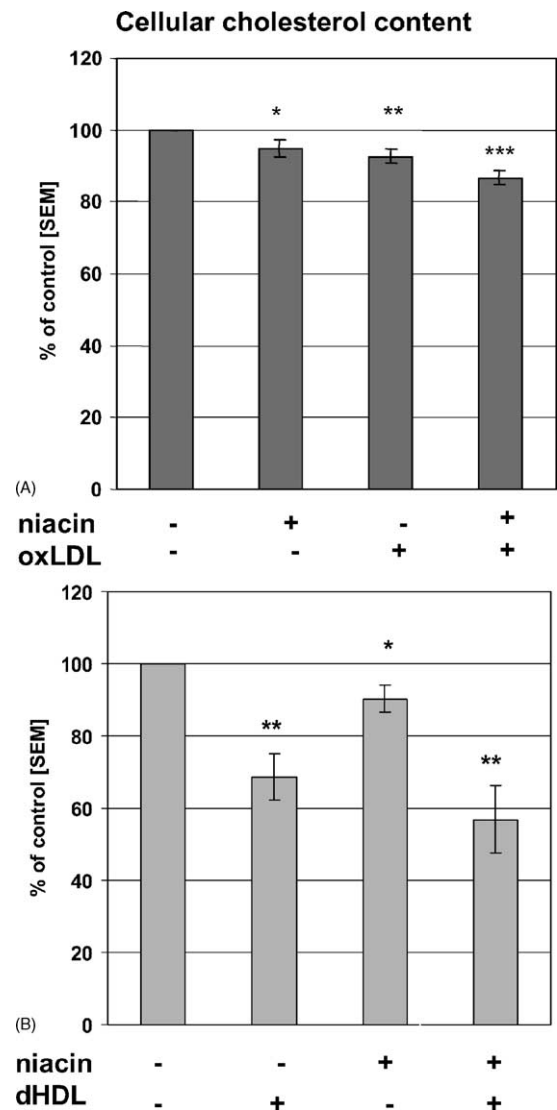 Cellular cholesterol content
120
100
80
60
40
20
0
% of control [SEM]
* ** ***
(A)
niacin - + - +
oxLDL - - + +
120
100
80
60
40
20
0
% of control [SEM]
** * **
(B)
niacin - - + +
dHDL - + - +